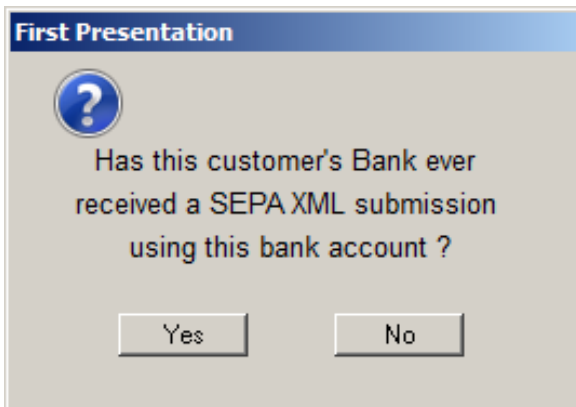 First Presentation
?
Has this customer's Bank ever
received a SEPA XML submission
using this bank account ?
Yes
No